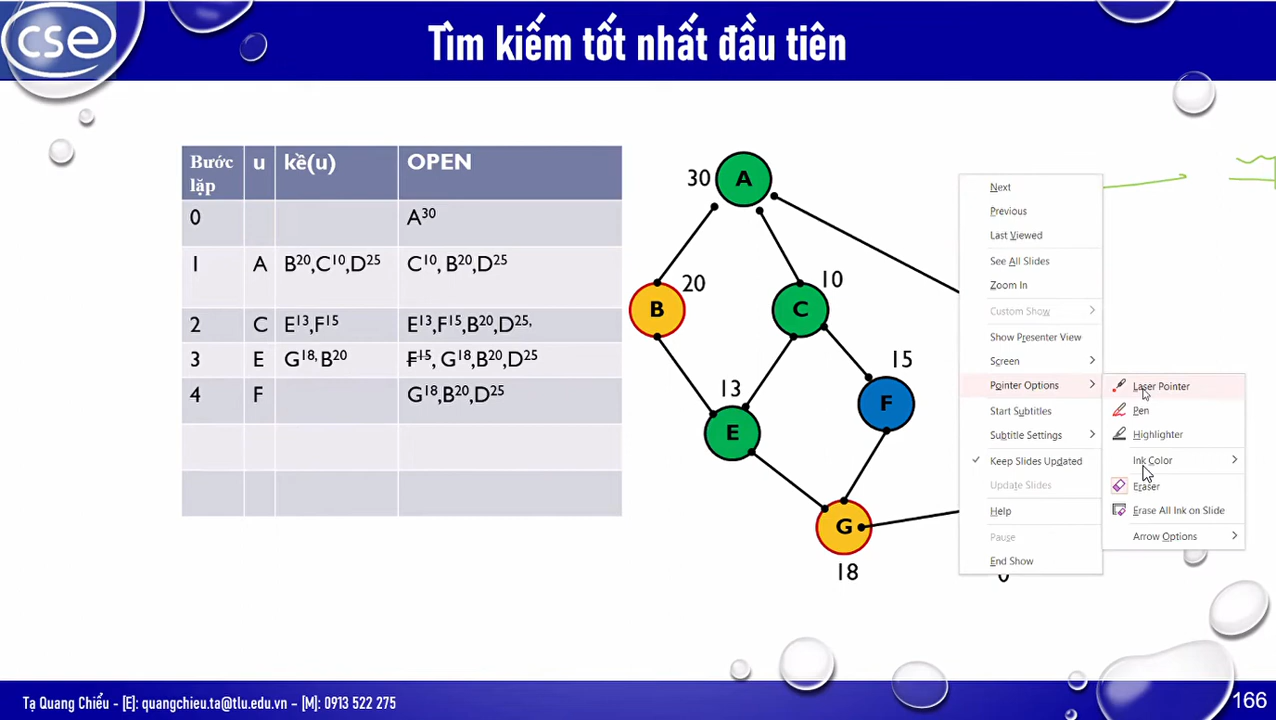 cse
Tìm kiếm tốt nhất đầu tiên
Bước lặp u kề(u) OPEN
0 A³⁰
1 A B²⁰,C¹⁰,D²⁵ C¹⁰, B²⁰,D²⁵
2 C E¹³,F¹⁵ E¹³,F¹⁵,B²⁰,D²⁵,
3 E G¹⁸, B²⁰ F¹⁵, G¹⁸,B²⁰,D²⁵
4 F G¹⁸,B²⁰,D²⁵
30 A
B 20
C 10
13 E
15 F
G 18
0
Next
Previous
Last Viewed
See All Slides
Zoom In
Custom Show
Show Presenter View
Screen
Pointer Options
Start Subtitles
Subtitle Settings
Keep Slides Updated
Update Slides
Help
Pause
End Show
Laser Pointer
Pen
Highlighter
Ink Color
Eraser
Erase All Ink on Slide
Arrow Options
Tạ Quang Chiểu – [E]: quangchieu.ta@tlu.edu.vn – [M]: 0913 522 275
166